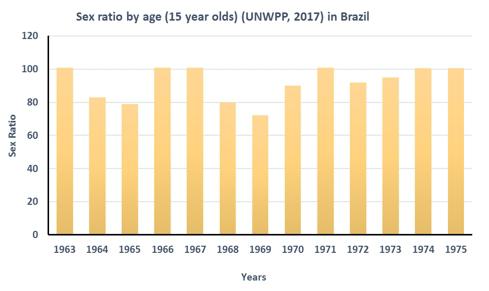 Sex ratio by age (15 year olds) (UNWPP, 2017) in Brazil
120
100
80
60
40
20
0
Sex Ratio
1963 1964 1965 1966 1967 1968 1969 1970 1971 1972 1973 1974 1975
Years